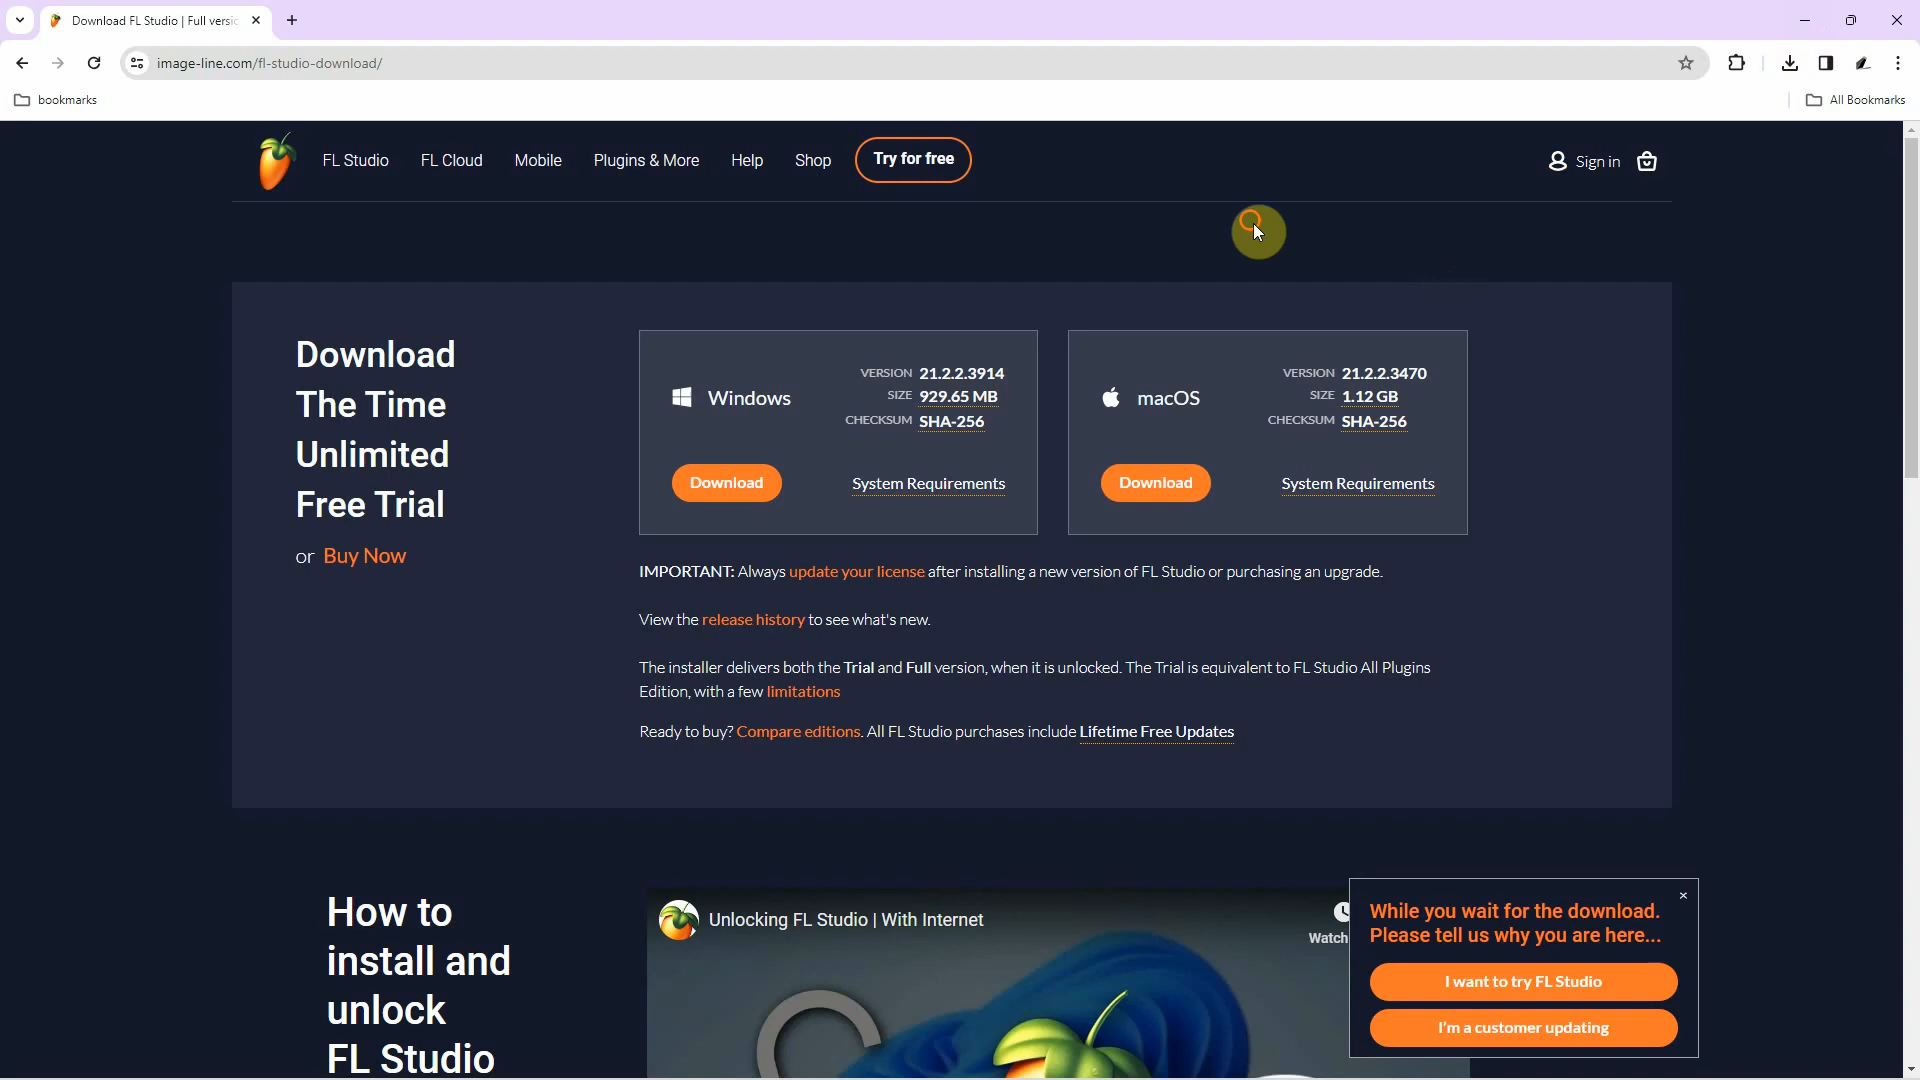 Download FL Studio | Full versic
image-line.com/fl-studio-download/
bookmarks
All Bookmarks
FL Studio
FL Cloud
Mobile
Plugins & More
Help
Shop
Try for free
Sign in
Download
The Time
Unlimited
Free Trial
or Buy Now
Windows
VERSION 21.2.2.3914
SIZE 929.65 MB
CHECKSUM SHA-256
Download
System Requirements
macOS
VERSION 21.2.2.3470
SIZE 1.12 GB
CHECKSUM SHA-256
Download
System Requirements
IMPORTANT: Always update your license after installing a new version of FL Studio or purchasing an upgrade.
View the release history to see what's new.
The installer delivers both the Trial and Full version, when it is unlocked. The Trial is equivalent to FL Studio All Plugins
Edition, with a few limitations
Ready to buy? Compare editions. All FL Studio purchases include Lifetime Free Updates
How to
install and
unlock
FL Studio
Unlocking FL Studio | With Internet
Watch
While you wait for the download.
Please tell us why you are here...
I want to try FL Studio
I'm a customer updating